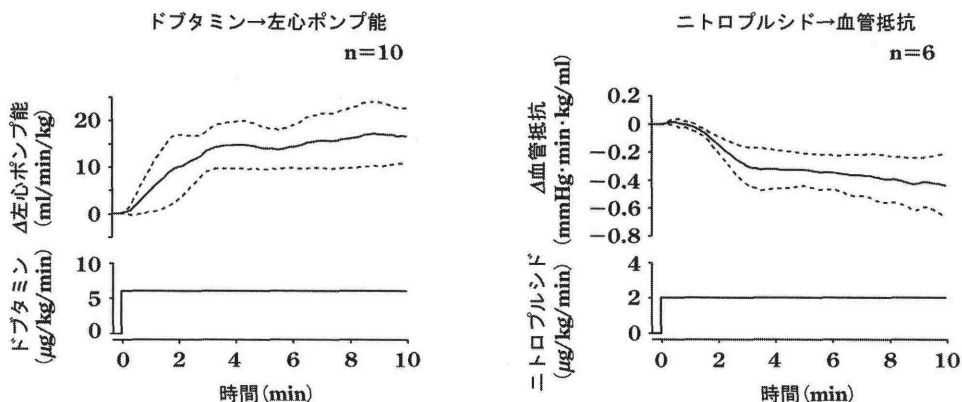 ドブタミン→左心ポンプ能
n=10
Δ左心ポンプ能
(ml/min/kg)
20
10
0
ドブタミン
(μg/kg/min)
10
5
0
0 2 4 6 8 10
時間(min)
ニトロプルシド→血管抵抗
n=6
Δ血管抵抗
(mmHg·min·kg/ml)
0.2
0
−0.2
−0.4
−0.6
−0.8
ニトロプルシド
(μg/kg/min)
4
2
0
0 2 4 6 8 10
時間(min)